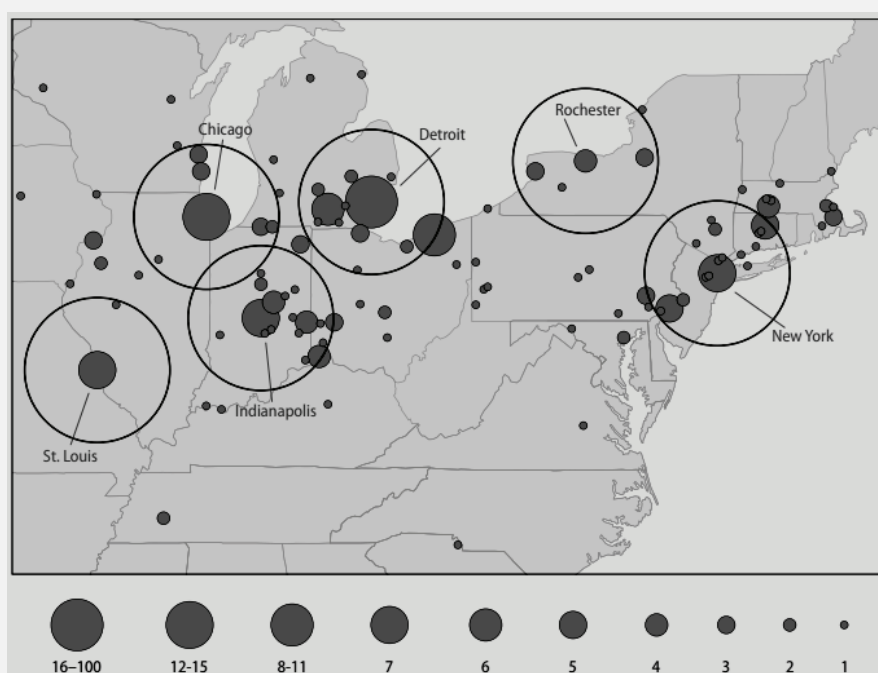 Rochester
Chicago
Detroit
New York
Indianapolis
St. Louis
16–100 12-15 8-11 7 6 5 4 3 2 1